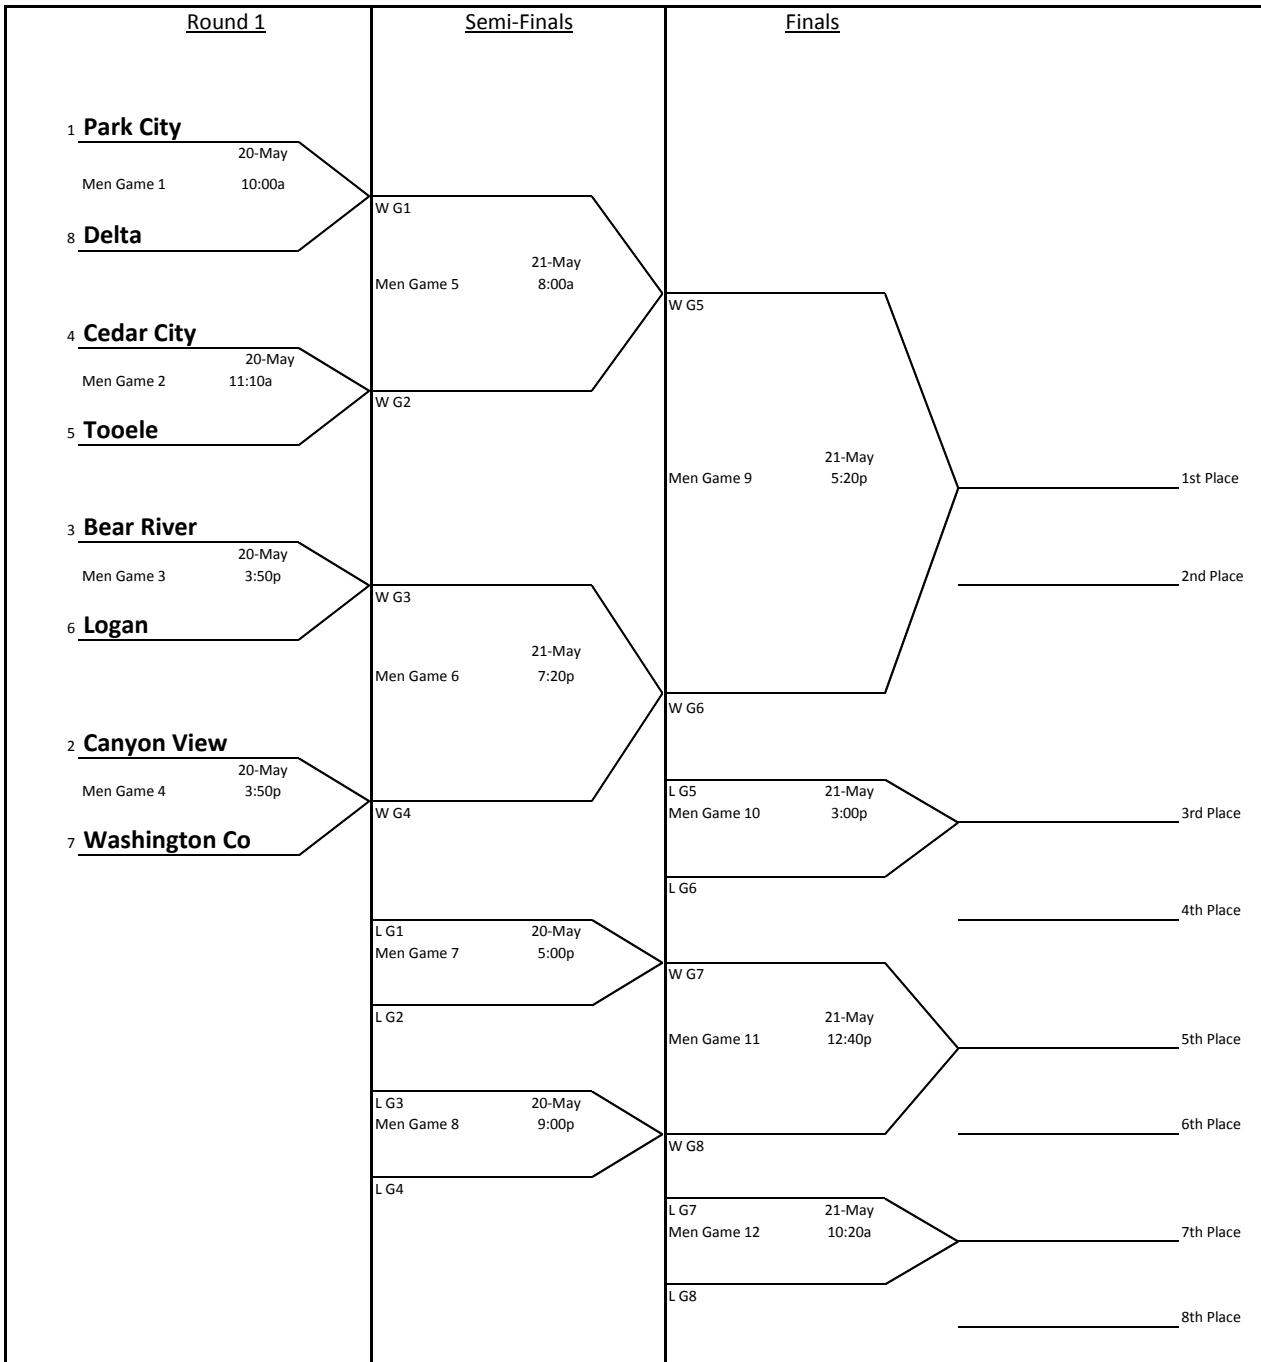 Round 1
Semi-Finals
Finals
1 Park City
20-May
Men Game 1 10:00a
8 Delta
4 Cedar City
20-May
Men Game 2 11:10a
5 Tooele
3 Bear River
20-May
Men Game 3 3:50p
6 Logan
2 Canyon View
20-May
Men Game 4 3:50p
7 Washington Co
W G1
21-May
Men Game 5 8:00a
W G2
W G3
21-May
Men Game 6 7:20p
W G4
L G1 20-May
Men Game 7 5:00p
L G2
L G3 20-May
Men Game 8 9:00p
L G4
W G5
21-May
Men Game 9 5:20p
W G6
L G5 21-May
Men Game 10 3:00p
L G6
W G7
21-May
Men Game 11 12:40p
W G8
L G7 21-May
Men Game 12 10:20a
L G8
1st Place
2nd Place
3rd Place
4th Place
5th Place
6th Place
7th Place
8th Place